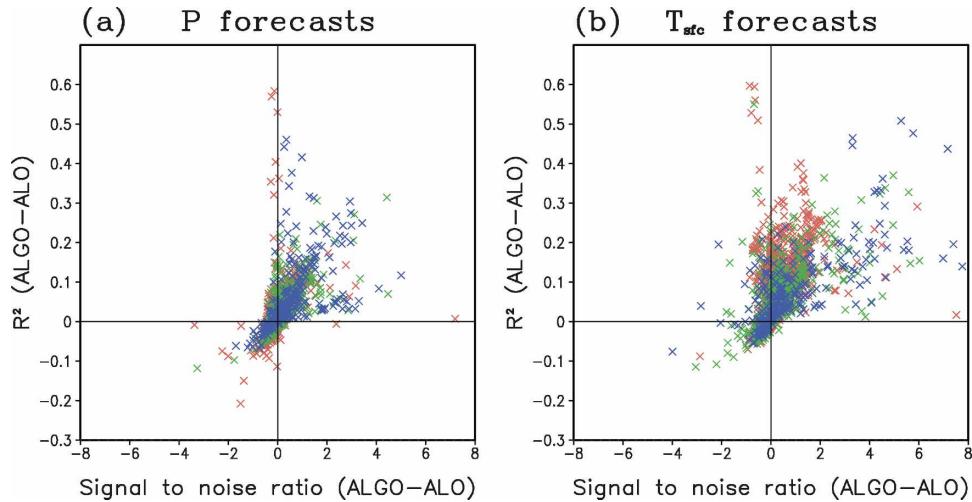 (a) P forecasts
0.6
0.5
0.4
0.3
0.2
0.1
0
−0.1
−0.2
−0.3
−8 −6 −4 −2 0 2 4 6 8
R² (ALGO−ALO)
Signal to noise ratio (ALGO−ALO)
(b) Tsfc forecasts
0.6
0.5
0.4
0.3
0.2
0.1
0
−0.1
−0.2
−0.3
−8 −6 −4 −2 0 2 4 6 8
R² (ALGO−ALO)
Signal to noise ratio (ALGO−ALO)